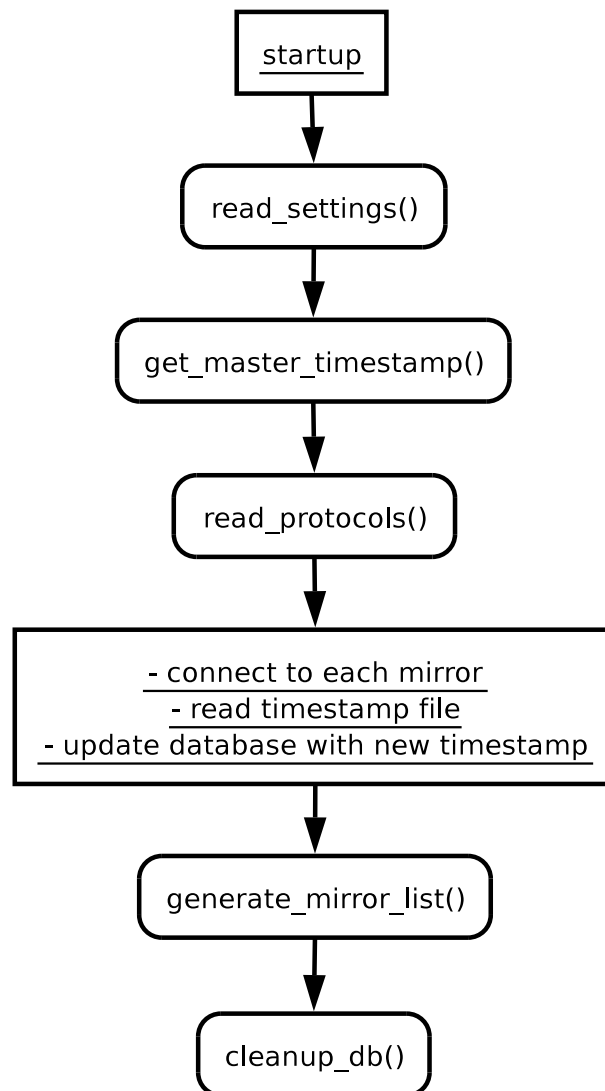 startup
read_settings()
get_master_timestamp()
read_protocols()
- connect to each mirror
- read timestamp file
- update database with new timestamp
generate_mirror_list()
cleanup_db()